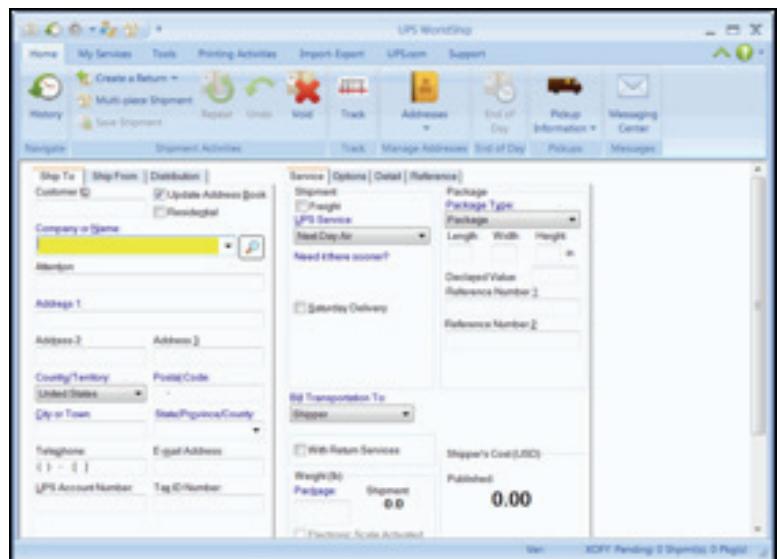 UPS WorldShip
Home My Services Tools Printing Activities Import-Export UPS.com Support
History
Create a Return
Multi-piece Shipment
Save Shipment
Repeat Undo Void Track Addresses End of Day Pickup Information Messaging Center
Navigate Shipment Activities Track Manage Addresses End of Day Pickups Messages
Ship To Ship From Distribution
Customer ID:
Update Address Book
Residential
Company or Name:
Attention:
Address 1:
Address 2: Address 3:
Country/Territory: Postal Code:
United States -
City or Town: State/Province/County:
Telephone: E-mail Address:
( ) - [ ]
UPS Account Number: Tax ID Number:
Service Options Detail Reference
Shipment
Freight
UPS Service:
Next Day Air
Need it there sooner?
Saturday Delivery
Bill Transportation To:
Shipper
With Return Services
Weight (lb)
Package: Shipment:
0.0
Electronic Scale Activated
Package
Package Type:
Package
Length: Width: Height:
in
Declared Value:
Reference Number 1:
Reference Number 2:
Shipper's Cost (USD)
Published:
0.00
Pending: 0 Shpmt(s) 0 Pkg(s)